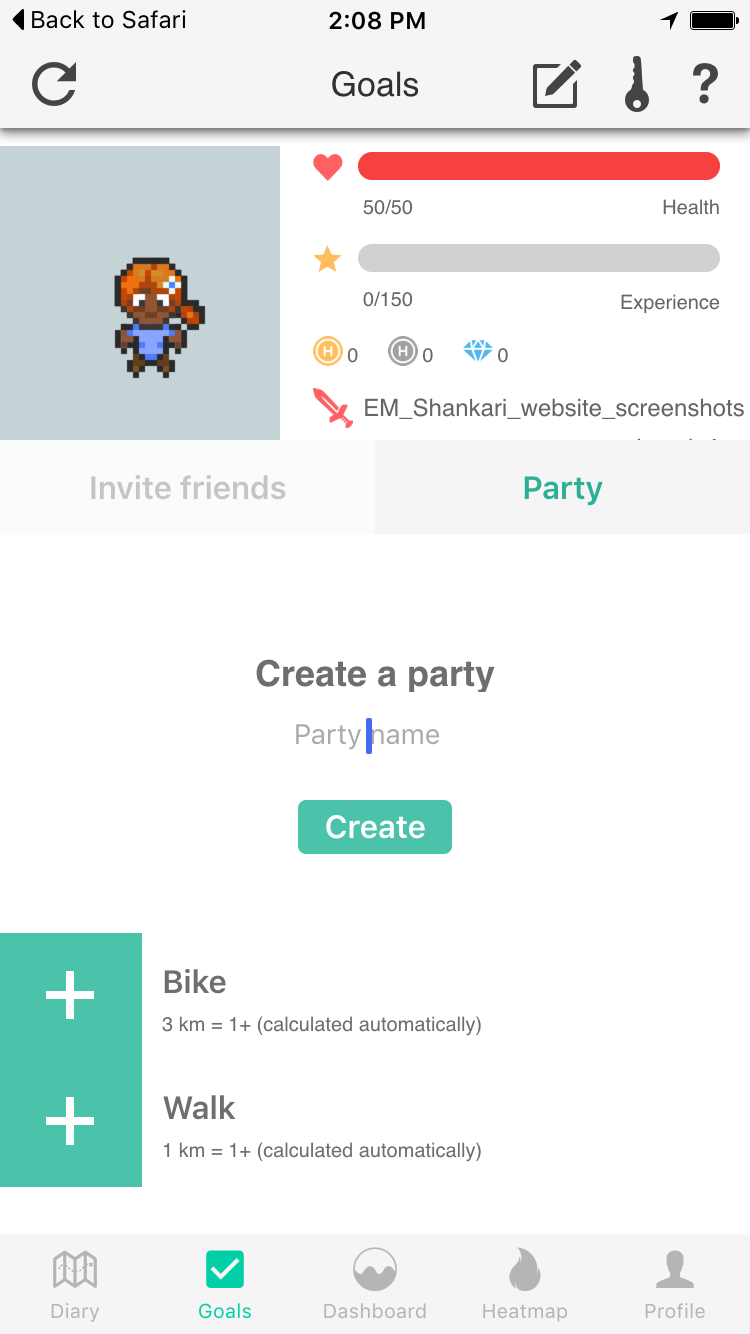 Back to Safari
2:08 PM
Goals
?
50/50 Health
0/150 Experience
H 0 H 0 0
EM_Shankari_website_screenshots
Invite friends
Party
Create a party
Party name
Create
Bike
3 km = 1+ (calculated automatically)
Walk
1 km = 1+ (calculated automatically)
Diary
Goals
Dashboard
Heatmap
Profile